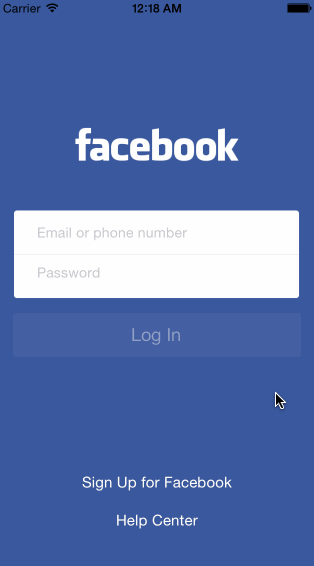 Carrier 12:18 AM
facebook
Email or phone number
Password
Log In
Sign Up for Facebook
Help Center